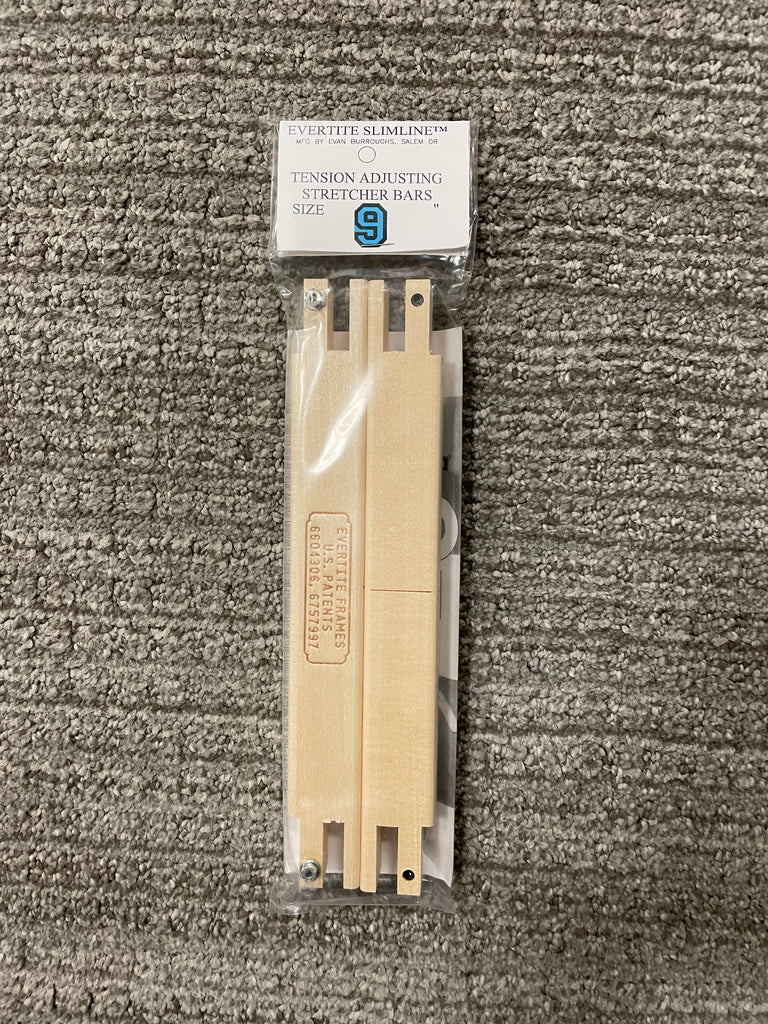 EVERTITE SLIMLINE™
MFG BY EVAN BURROUGHS, SALEM OR
TENSION ADJUSTING
STRETCHER BARS
SIZE 9 "
EVERTITE FRAMES
U.S. PATENTS
6604306, 6757997